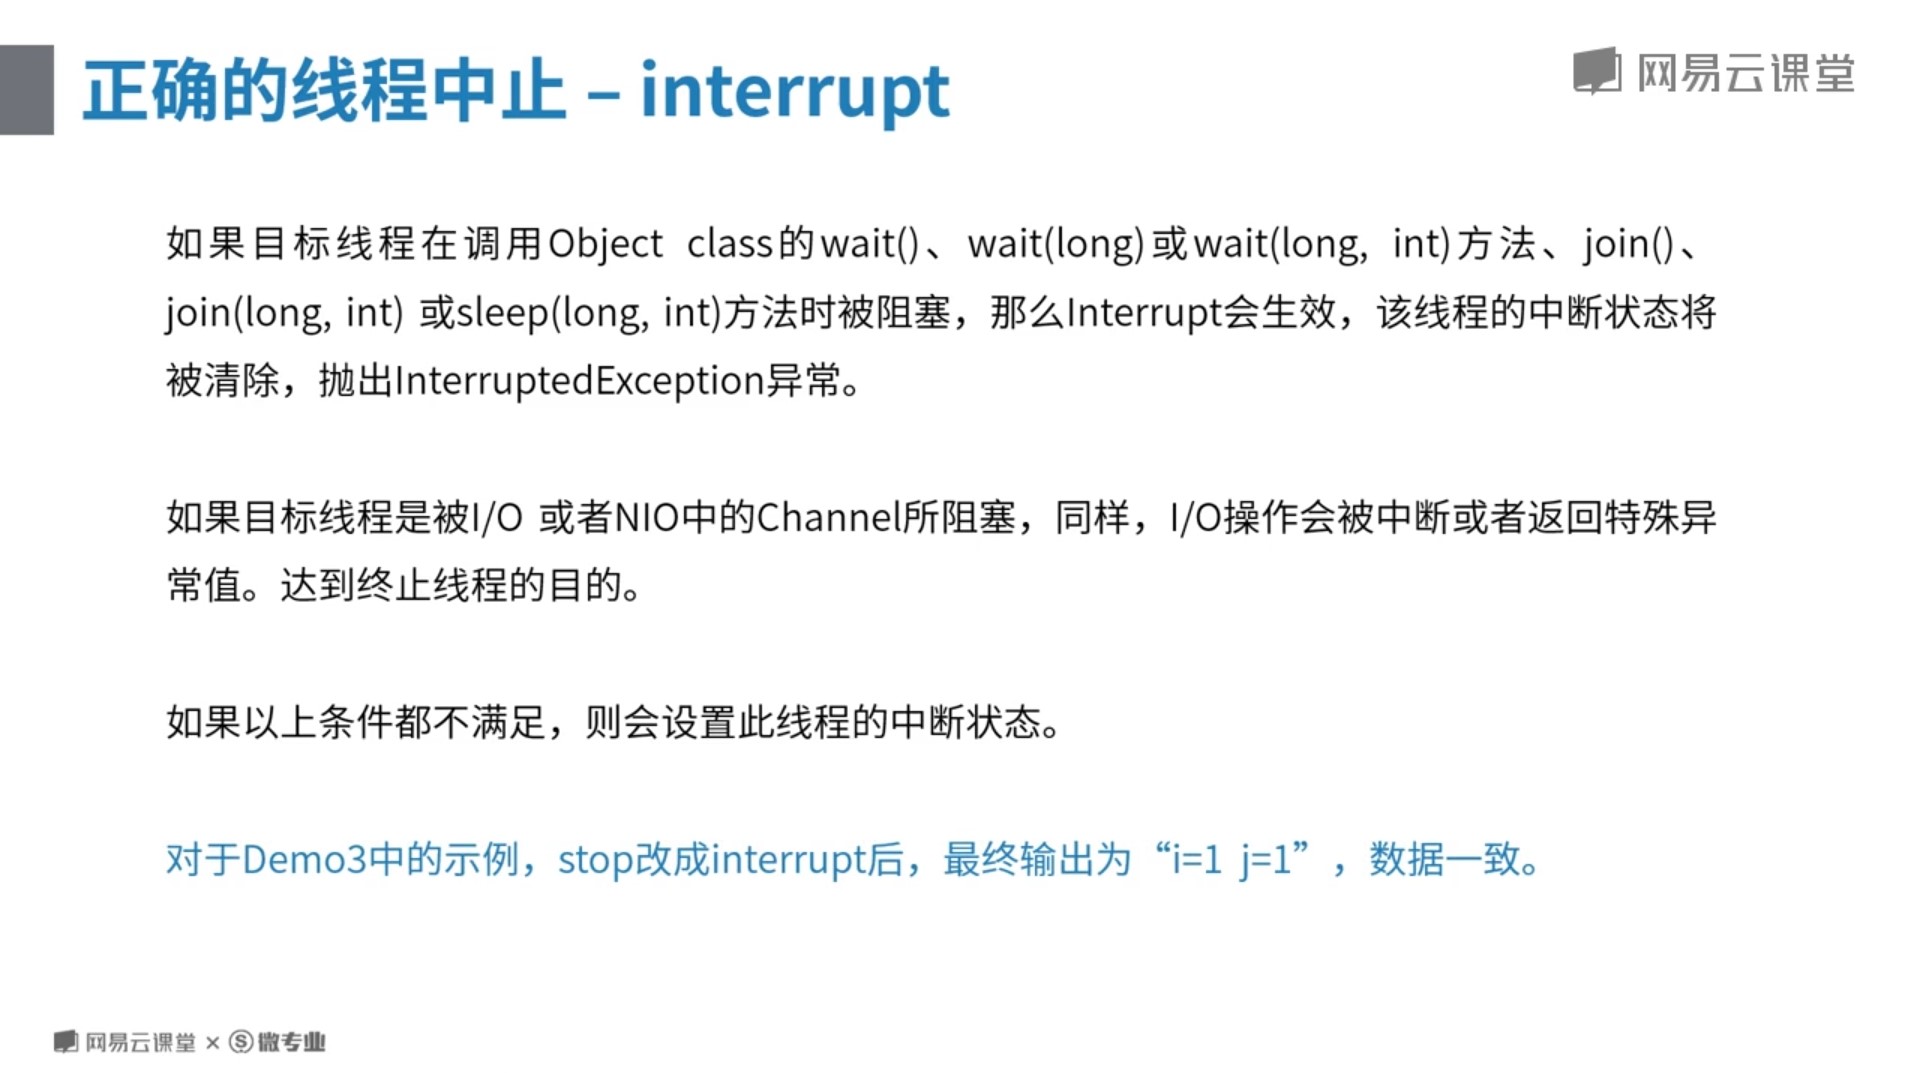 正确的线程中止 – interrupt
网易云课堂
如果目标线程在调用Object class的wait()、wait(long)或wait(long, int)方法、join()、
join(long, int) 或sleep(long, int)方法时被阻塞，那么Interrupt会生效，该线程的中断状态将
被清除，抛出InterruptedException异常。
如果目标线程是被I/O 或者NIO中的Channel所阻塞，同样，I/O操作会被中断或者返回特殊异
常值。达到终止线程的目的。
如果以上条件都不满足，则会设置此线程的中断状态。
对于Demo3中的示例，stop改成interrupt后，最终输出为“i=1 j=1”，数据一致。
网易云课堂 × S 微专业